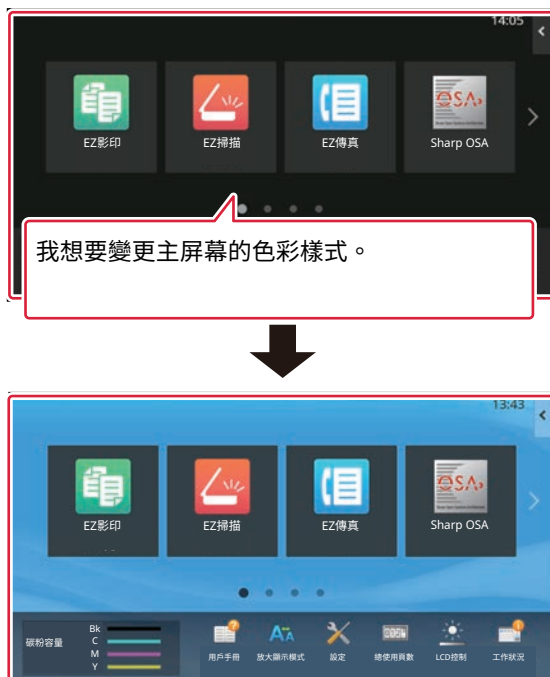 14:05
EZ影印
EZ掃描
EZ傳真
Sharp OSA
我想要變更主屏幕的色彩樣式。
13:43
EZ影印
EZ掃描
EZ傳真
Sharp OSA
碳粉容量
Bk
C
M
Y
用戶手冊
放大顯示模式
設定
總使用頁數
LCD控制
工作狀況